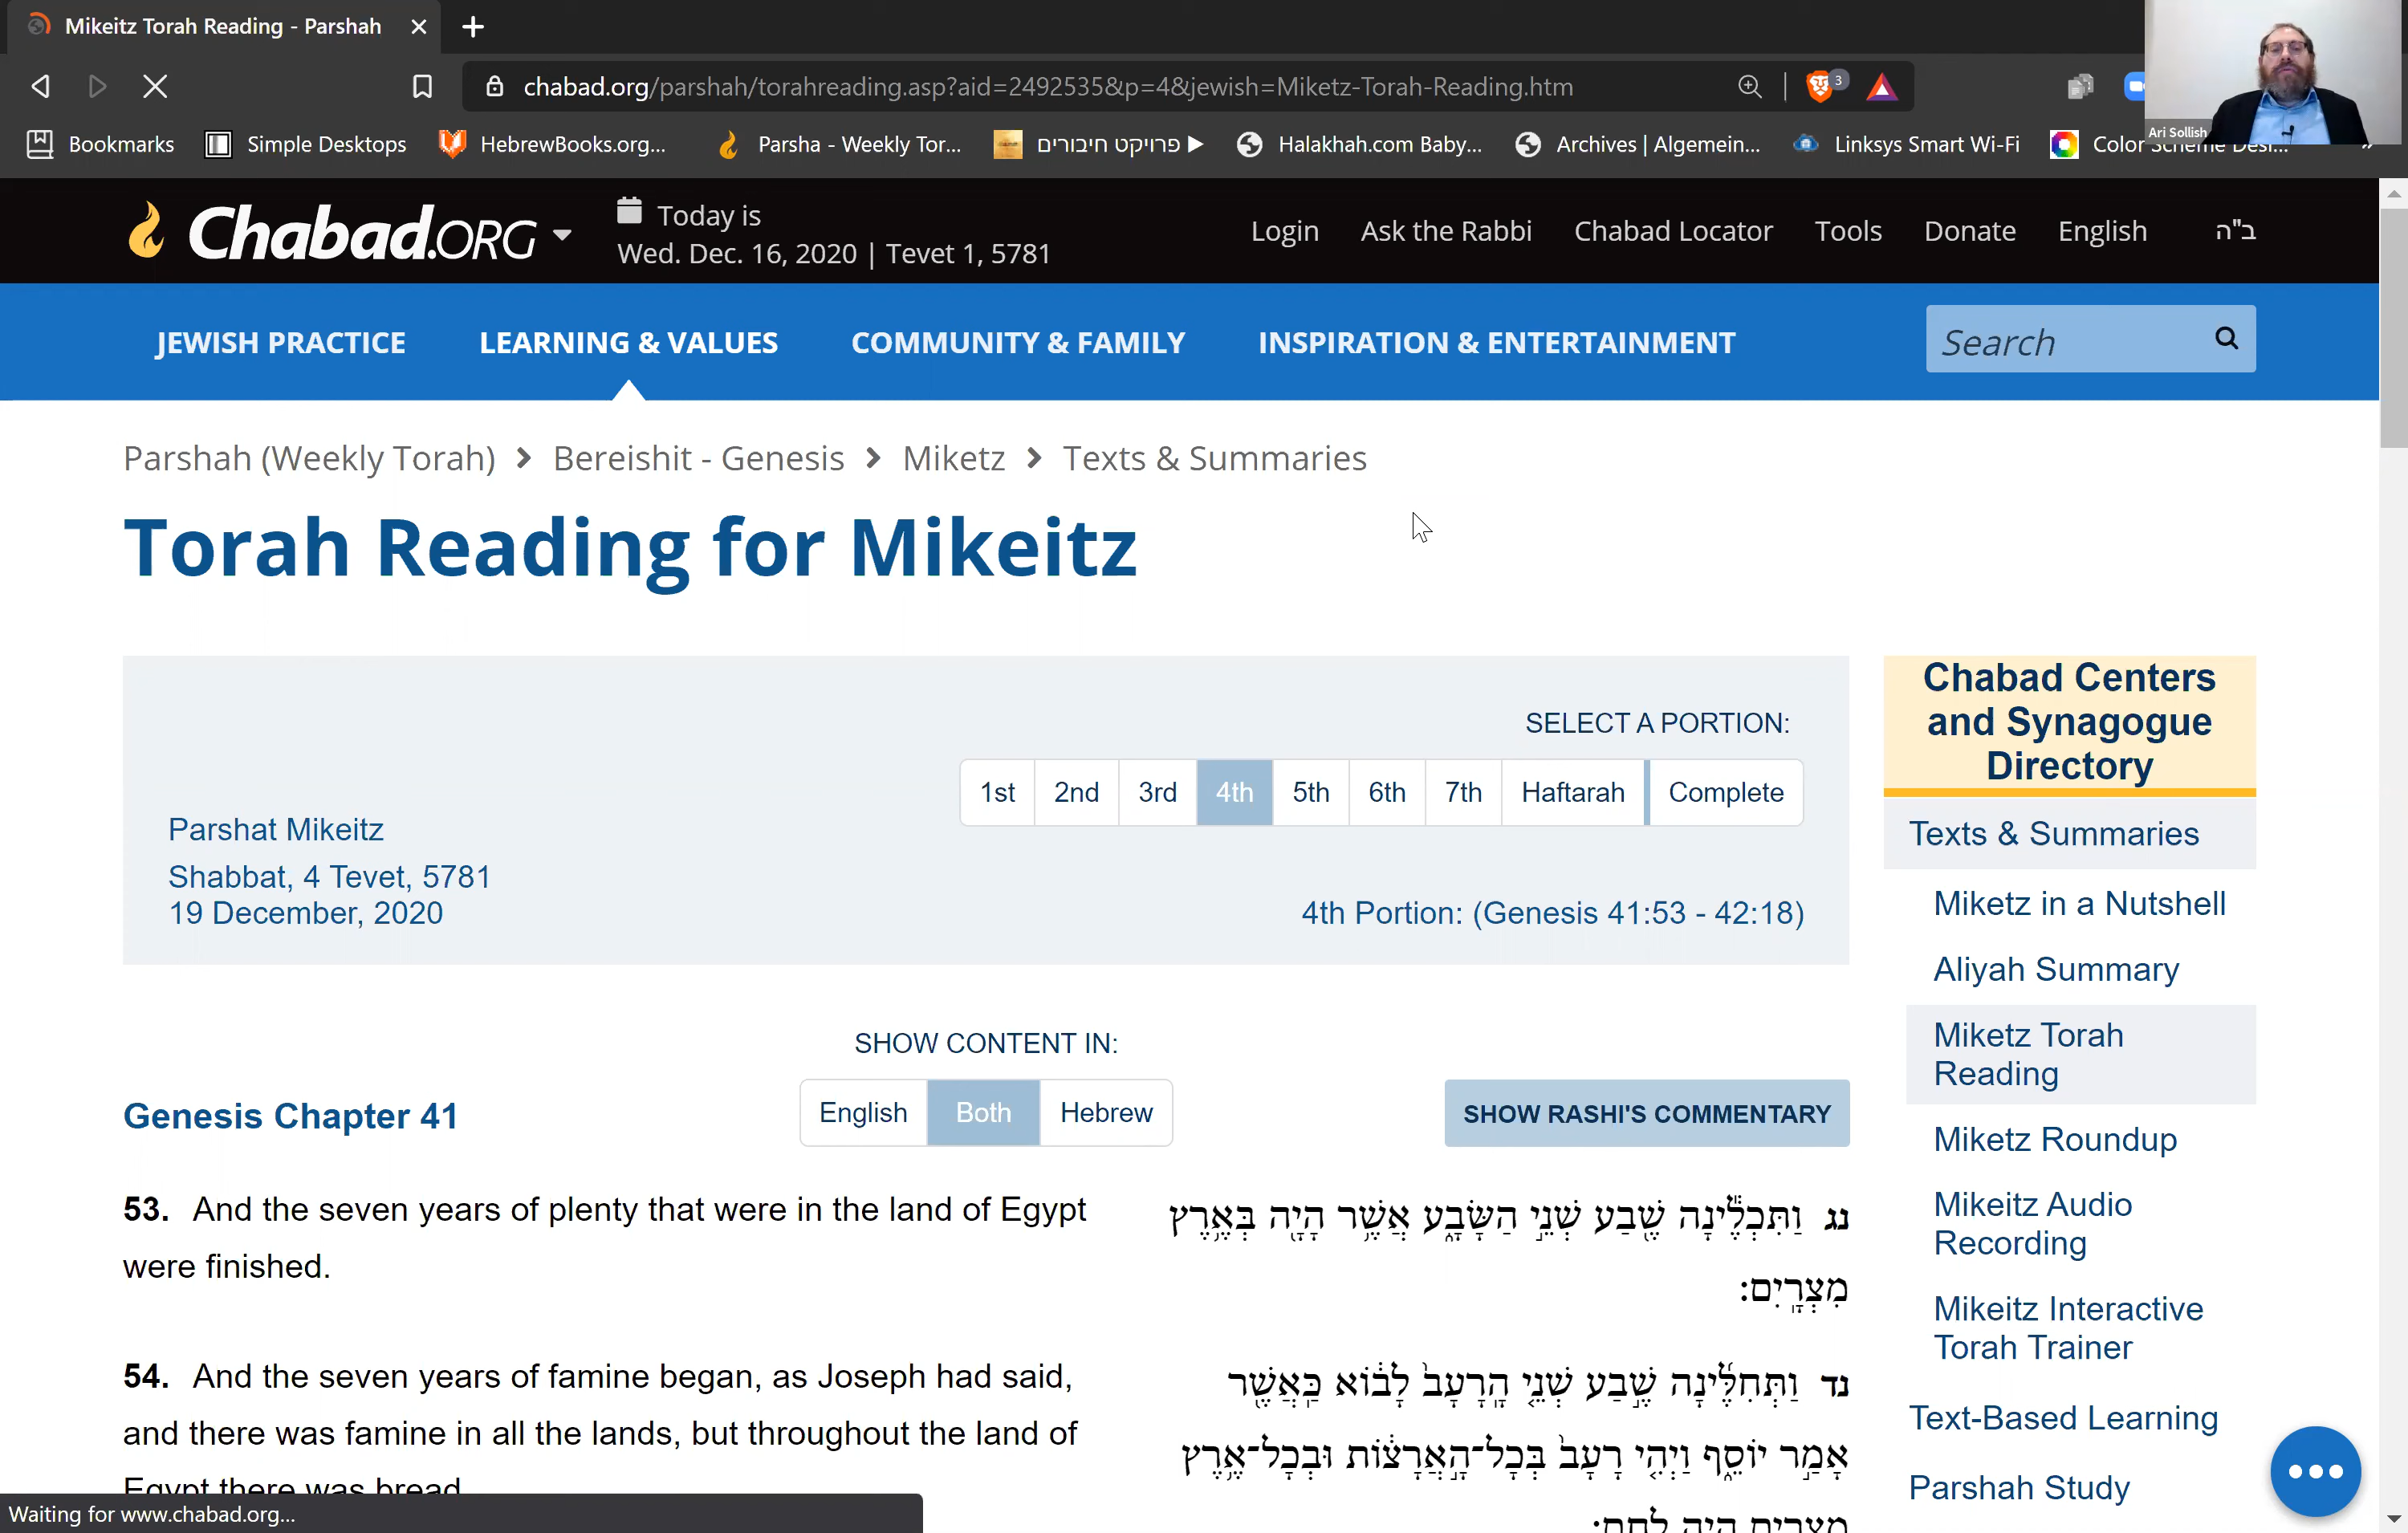 Mikeitz Torah Reading - Parshah
chabad.org/parshah/torahreading.asp?aid=2492535&p=4&jewish=Miketz-Torah-Reading.htm
3
Bookmarks
Simple Desktops
HebrewBooks.org...
Parsha - Weekly Tor...
פרויקט חיבורים
Halakhah.com Baby...
Archives | Algemein...
Linksys Smart Wi-Fi
Color Scheme Desi...
Ari Sollish
Chabad.ORG
Today is
Wed. Dec. 16, 2020 | Tevet 1, 5781
Login
Ask the Rabbi
Chabad Locator
Tools
Donate
English
ב"ה
JEWISH PRACTICE
LEARNING & VALUES
COMMUNITY & FAMILY
INSPIRATION & ENTERTAINMENT
Search
Parshah (Weekly Torah) > Bereishit - Genesis > Miketz > Texts & Summaries
Torah Reading for Mikeitz
SELECT A PORTION:
1st 2nd 3rd 4th 5th 6th 7th Haftarah Complete
Parshat Mikeitz
Shabbat, 4 Tevet, 5781
19 December, 2020
4th Portion: (Genesis 41:53 - 42:18)
SHOW CONTENT IN:
English Both Hebrew
Genesis Chapter 41
SHOW RASHI'S COMMENTARY
53. And the seven years of plenty that were in the land of Egypt
were finished.
נג וַתִּכְלֶ֕ינָה שֶׁ֖בַע שְׁנֵ֣י הַשָּׂבָ֑ע אֲשֶׁ֥ר הָיָ֖ה בְּאֶ֥רֶץ
מִצְרָֽיִם:
54. And the seven years of famine began, as Joseph had said,
and there was famine in all the lands, but throughout the land of
Egypt there was bread.
נד וַתְּחִלֶּ֜ינָה שֶׁ֣בַע שְׁנֵ֤י הָֽרָעָב֙ לָב֔וֹא כַּֽאֲשֶׁ֖ר
אָמַ֣ר יוֹסֵ֑ף וַיְהִ֤י רָעָב֙ בְּכָל־הָ֣אֲרָצ֔וֹת וּבְכָל־אֶ֥רֶץ
מִצְרַ֖יִם הָ֥יָה לָֽחֶם:
Chabad Centers
and Synagogue
Directory
Texts & Summaries
Miketz in a Nutshell
Aliyah Summary
Miketz Torah
Reading
Miketz Roundup
Mikeitz Audio
Recording
Mikeitz Interactive
Torah Trainer
Text-Based Learning
Parshah Study
Waiting for www.chabad.org...